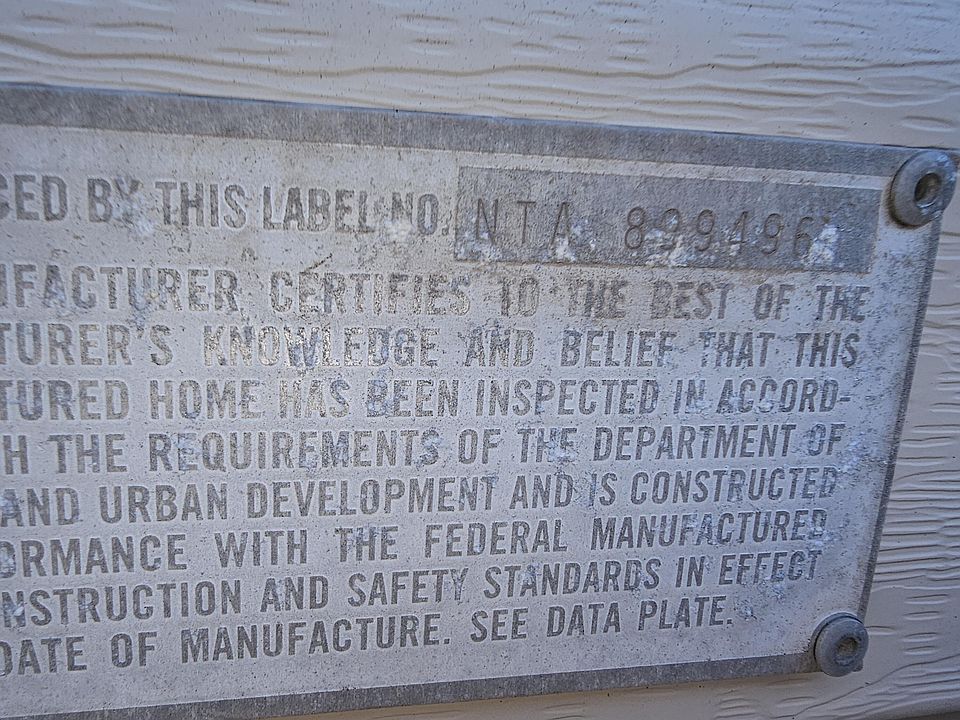 CED BY THIS LABEL NO. NTA 899496
UFACTURER CERTIFIES TO THE BEST OF THE
TURER'S KNOWLEDGE AND BELIEF THAT THIS
TURED HOME HAS BEEN INSPECTED IN ACCORD-
H THE REQUIREMENTS OF THE DEPARTMENT OF
AND URBAN DEVELOPMENT AND IS CONSTRUCTED
ORMANCE WITH THE FEDERAL MANUFACTURED
NSTRUCTION AND SAFETY STANDARDS IN EFFECT
DATE OF MANUFACTURE. SEE DATA PLATE.